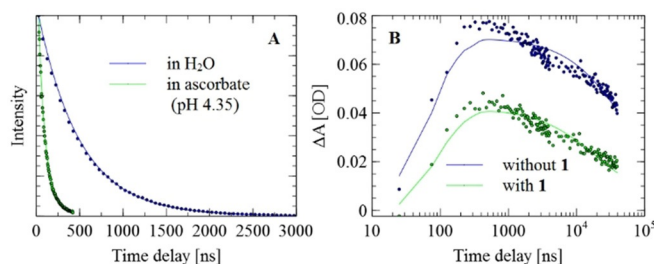 A
in H₂O
in ascorbate
(pH 4.35)
Intensity
0 500 1000 1500 2000 2500 3000
Time delay [ns]
B
0.08
0.06
0.04
0.02
0
ΔA [OD]
without 1
with 1
10 100 1000 10⁴ 10⁵
Time delay [ns]